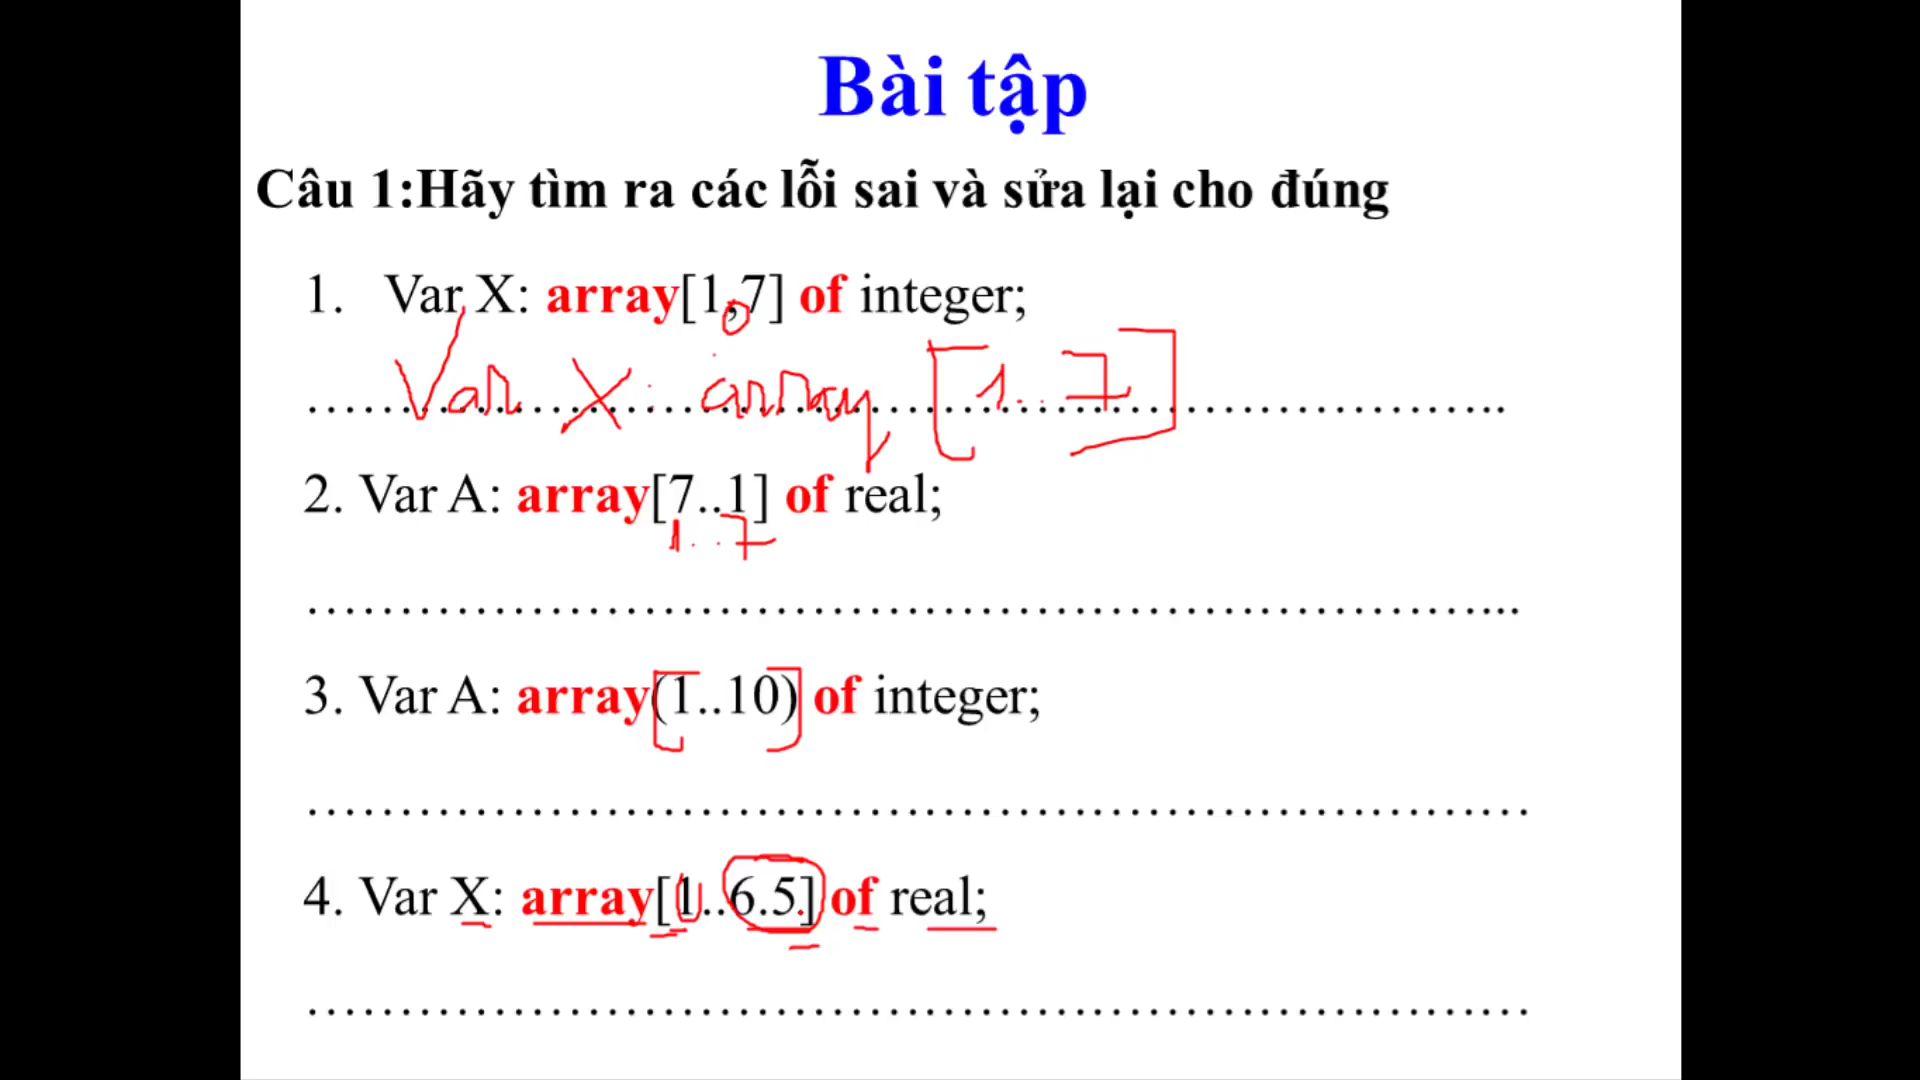 Bài tập
Câu 1:Hãy tìm ra các lỗi sai và sửa lại cho đúng
1. Var X: array[1,7] of integer;
Var X: array [1..7]
……………………………………………………………..
2. Var A: array[7..1] of real;
1..7
……………………………………………………………...
3. Var A: array(1..10) of integer;
[ ]
………………………………………………………………
4. Var X: array[1..6.5] of real;
………………………………………………………………